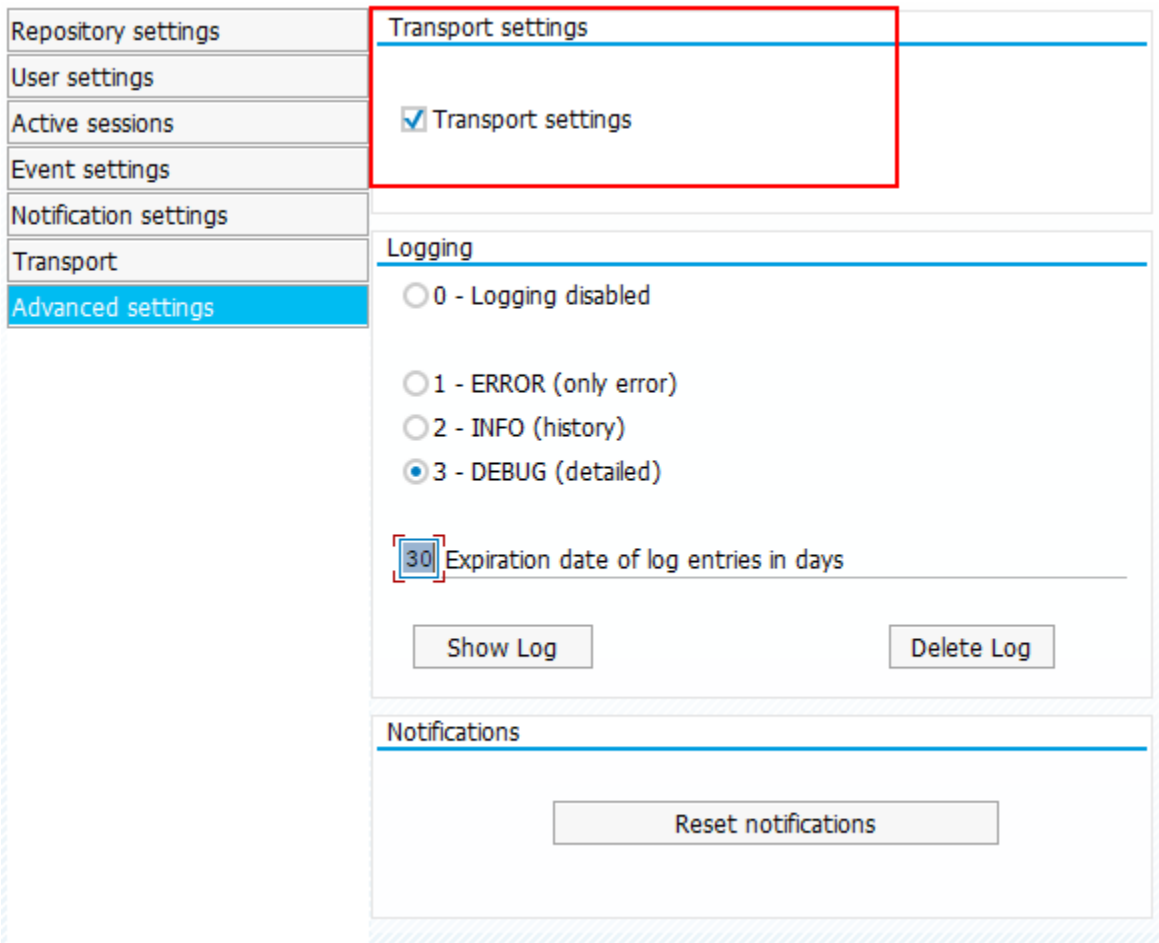 Repository settings
User settings
Active sessions
Event settings
Notification settings
Transport
Advanced settings
Transport settings
Transport settings
Logging
0 - Logging disabled
1 - ERROR (only error)
2 - INFO (history)
3 - DEBUG (detailed)
30 Expiration date of log entries in days
Show Log Delete Log
Notifications
Reset notifications